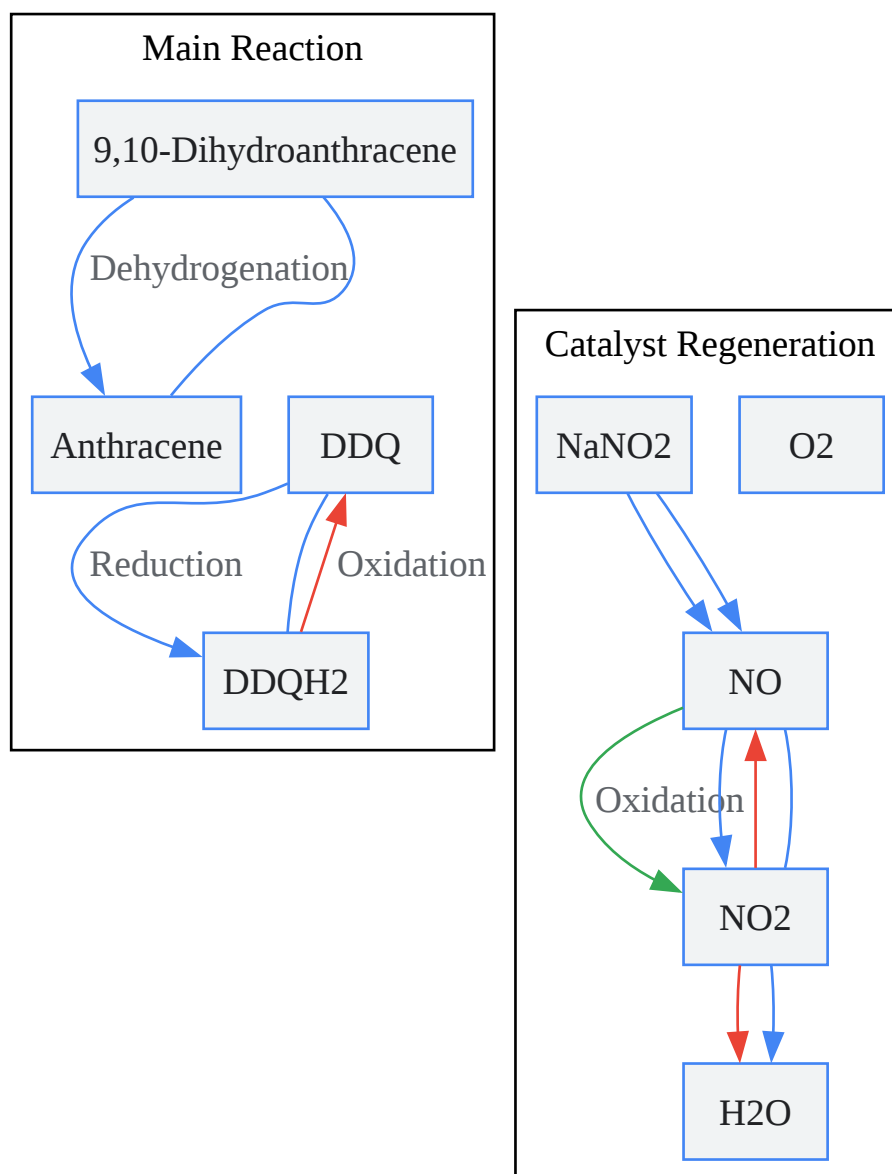 Main Reaction
9,10-Dihydroanthracene
Dehydrogenation
Anthracene
DDQ
Reduction
Oxidation
DDQH2
Catalyst Regeneration
NaNO2
O2
NO
Oxidation
NO2
H2O